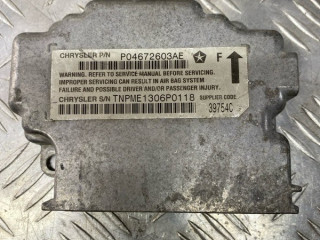 CHRYSLER P/N P04672603AE F
WARNING. REFER TO SERVICE MANUAL BEFORE SERVICING.
IMPROPER SERVICING CAN RESULT IN AIR BAG SYSTEM
FAILURE AND POSSIBLE DRIVER AND/OR PASSENGER INJURY.
CHRYSLER S/N TNPME1306P0118 SUPPLIER CODE
39754C